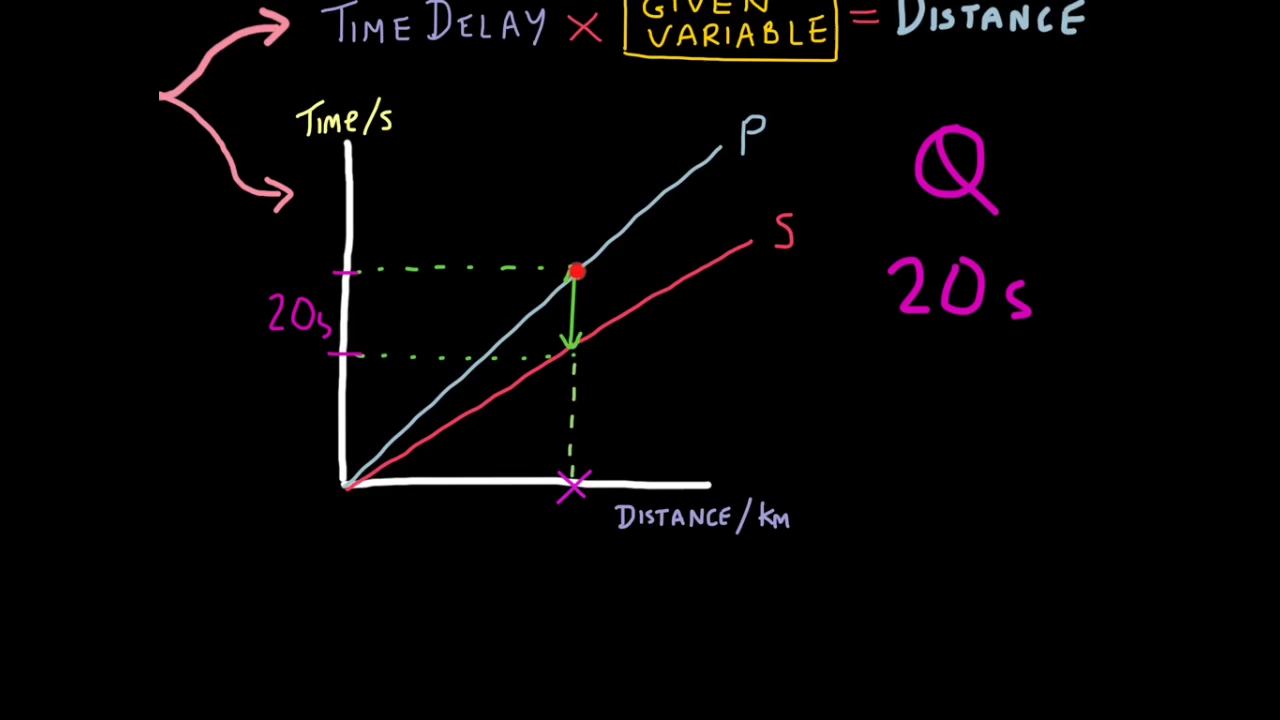 TIME DELAY × GIVEN VARIABLE = DISTANCE
TIME/s
P
Q
S
20s
20s
DISTANCE/KM